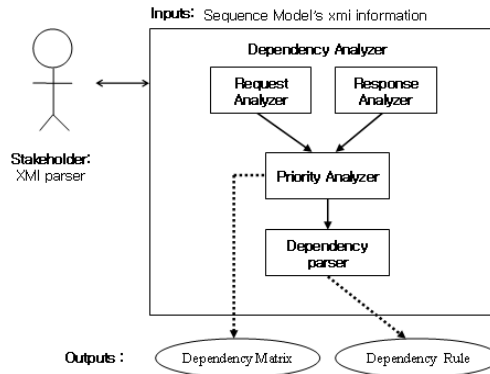 Inputs: Sequence Model's xmi information
Dependency Analyzer
Request
Analyzer
Response
Analyzer
Stakeholder:
XMI parser
Priority Analyzer
Dependency
parser
Outputs :
Dependency Matrix
Dependency Rule